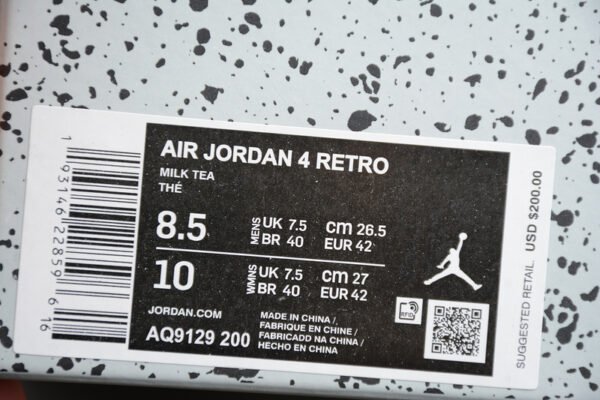 AIR JORDAN 4 RETRO
MILK TEA
THÉ
8.5
MENS
UK 7.5 cm 26.5
BR 40 EUR 42
10
WMNS
UK 7.5 cm 27
BR 40 EUR 42
JORDAN.COM
AQ9129 200
MADE IN CHINA /
FABRIQUE EN CHINE /
FABRICADO NA CHINA /
HECHO EN CHINA
RFID
SUGGESTED RETAIL USD $200.00
1 93146 22859 6 16